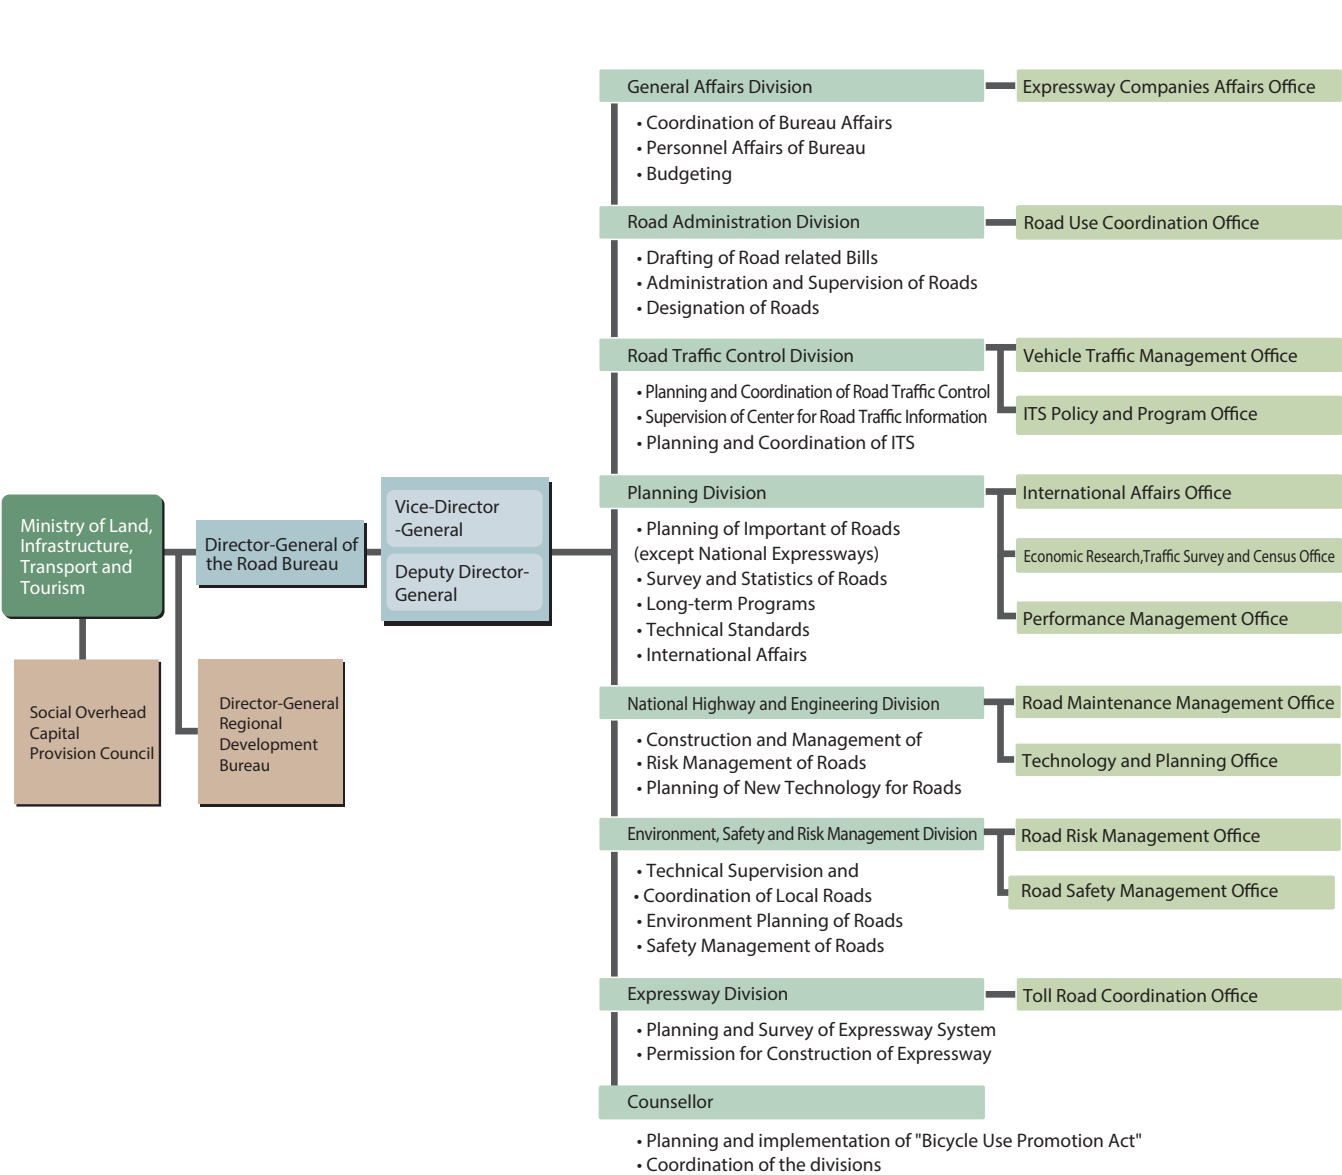 Ministry of Land,
Infrastructure,
Transport and
Tourism
Social Overhead
Capital
Provision Council
Director-General of
the Road Bureau
Director-General
Regional
Development
Bureau
Vice-Director
-General
Deputy Director-
General
General Affairs Division
Expressway Companies Affairs Office
• Coordination of Bureau Affairs
• Personnel Affairs of Bureau
• Budgeting
Road Administration Division
Road Use Coordination Office
• Drafting of Road related Bills
• Administration and Supervision of Roads
• Designation of Roads
Road Traffic Control Division
Vehicle Traffic Management Office
• Planning and Coordination of Road Traffic Control
• Supervision of Center for Road Traffic Information
• Planning and Coordination of ITS
ITS Policy and Program Office
Planning Division
International Affairs Office
• Planning of Important of Roads
(except National Expressways)
• Survey and Statistics of Roads
• Long-term Programs
• Technical Standards
• International Affairs
Economic Research,Traffic Survey and Census Office
Performance Management Office
National Highway and Engineering Division
Road Maintenance Management Office
• Construction and Management of
• Risk Management of Roads
• Planning of New Technology for Roads
Technology and Planning Office
Environment, Safety and Risk Management Division
Road Risk Management Office
• Technical Supervision and
• Coordination of Local Roads
• Environment Planning of Roads
• Safety Management of Roads
Road Safety Management Office
Expressway Division
Toll Road Coordination Office
• Planning and Survey of Expressway System
• Permission for Construction of Expressway
Counsellor
• Planning and implementation of "Bicycle Use Promotion Act"
• Coordination of the divisions